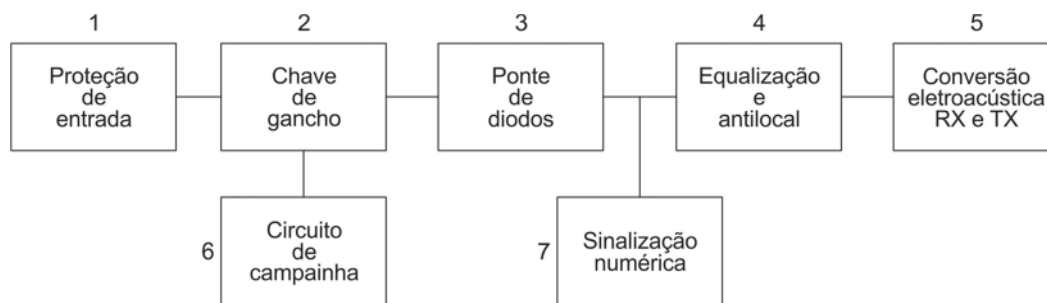 1
2
3
4
5
Proteção
de
entrada
Chave
de
gancho
Ponte
de
diodos
Equalização
e
antilocal
Conversão
eletroacústica
RX e TX
6
Circuito
de
campainha
7
Sinalização
numérica